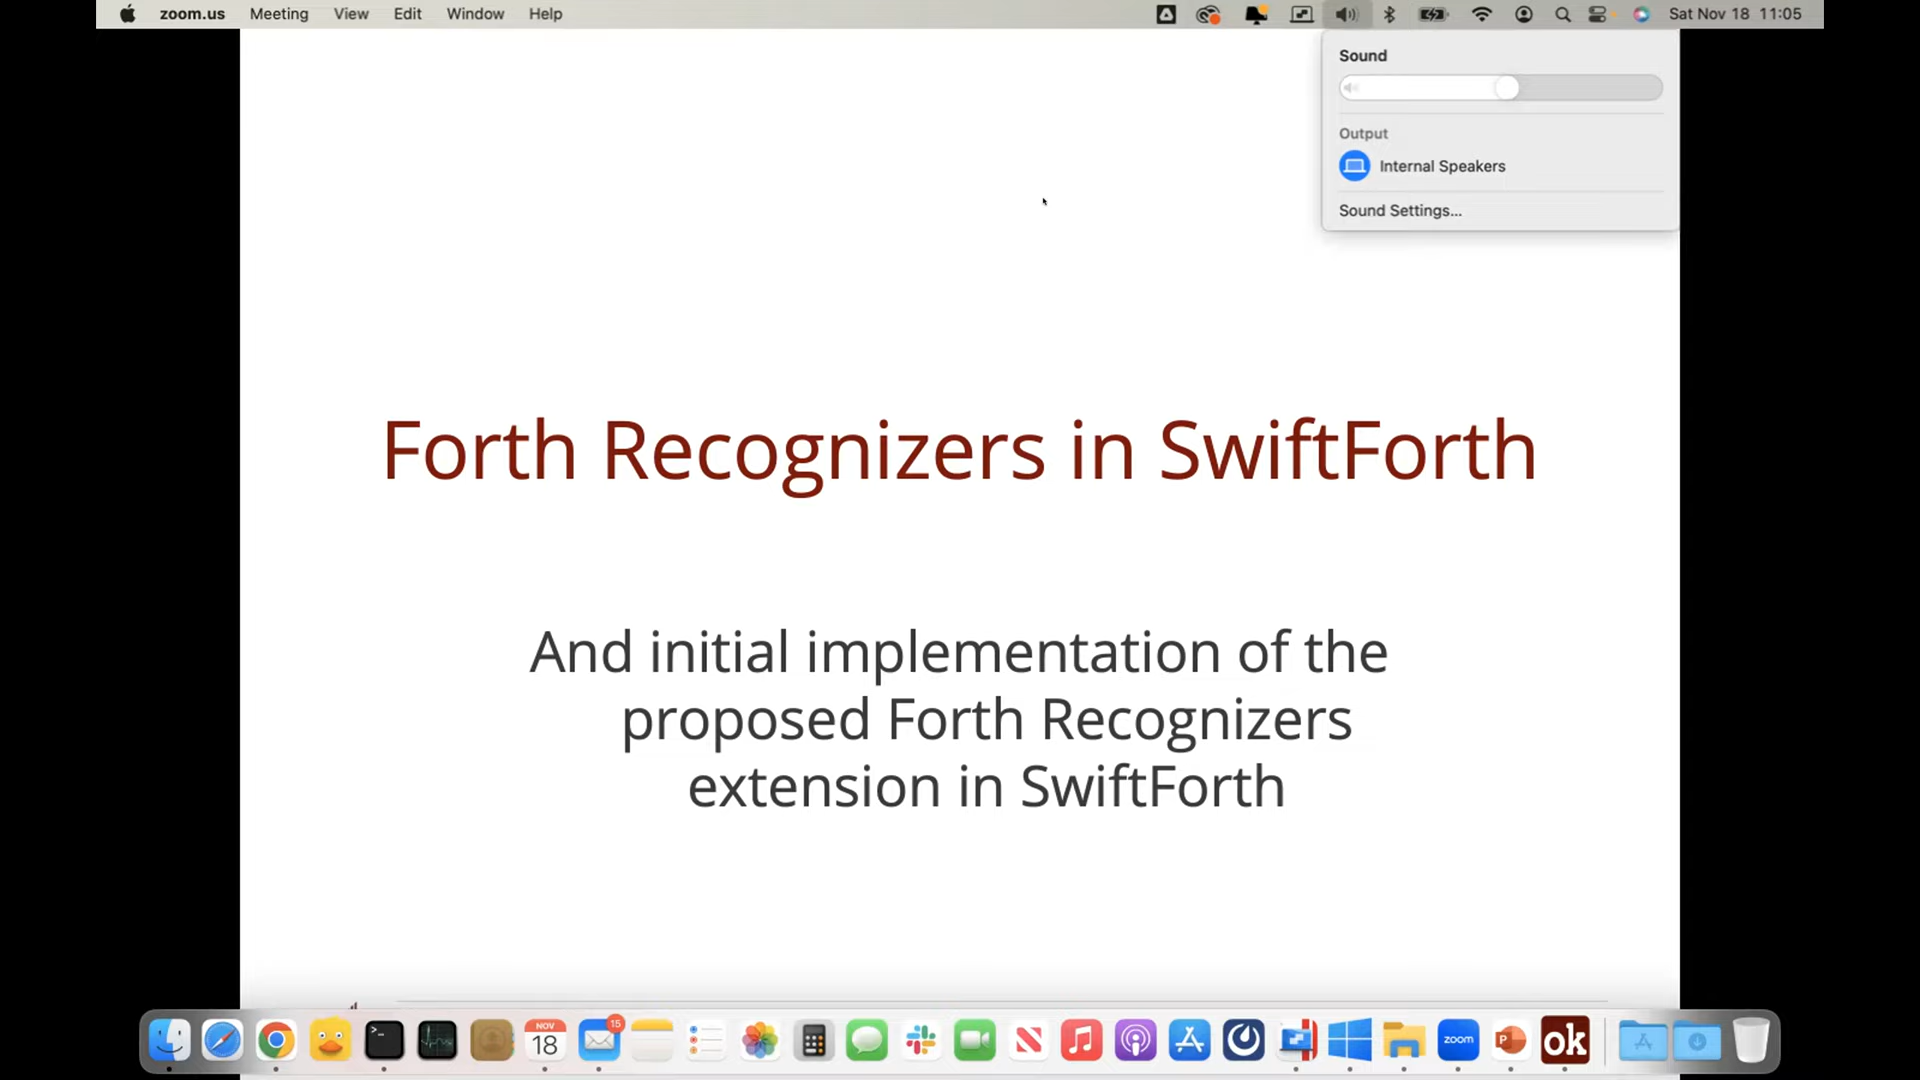 zoom.us Meeting View Edit Window Help Sat Nov 18 11:05
Sound
Output
Internal Speakers
Sound Settings...
Forth Recognizers in SwiftForth
And initial implementation of the
proposed Forth Recognizers
extension in SwiftForth
NOV
18
15
zoom
P
ok